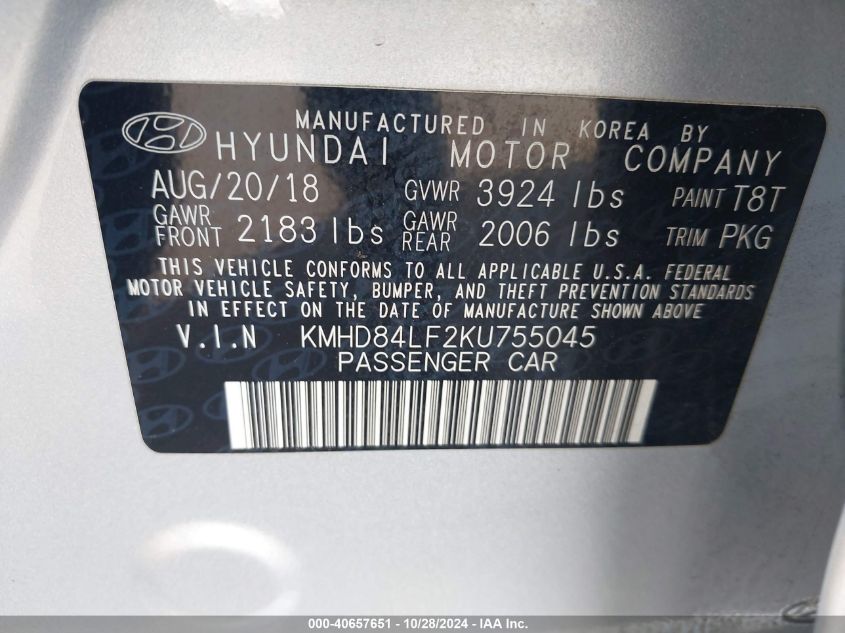 MANUFACTURED IN KOREA BY
HYUNDAI MOTOR COMPANY
AUG/20/18 GVWR 3924 lbs PAINT T8T
GAWR FRONT 2183 lbs GAWR REAR 2006 lbs TRIM PKG
THIS VEHICLE CONFORMS TO ALL APPLICABLE U.S.A. FEDERAL
MOTOR VEHICLE SAFETY, BUMPER, AND THEFT PREVENTION STANDARDS
IN EFFECT ON THE DATE OF MANUFACTURE SHOWN ABOVE
V.I.N KMHD84LF2KU755045
PASSENGER CAR
000-40657651 | 10/28/2024 - IAA Inc.